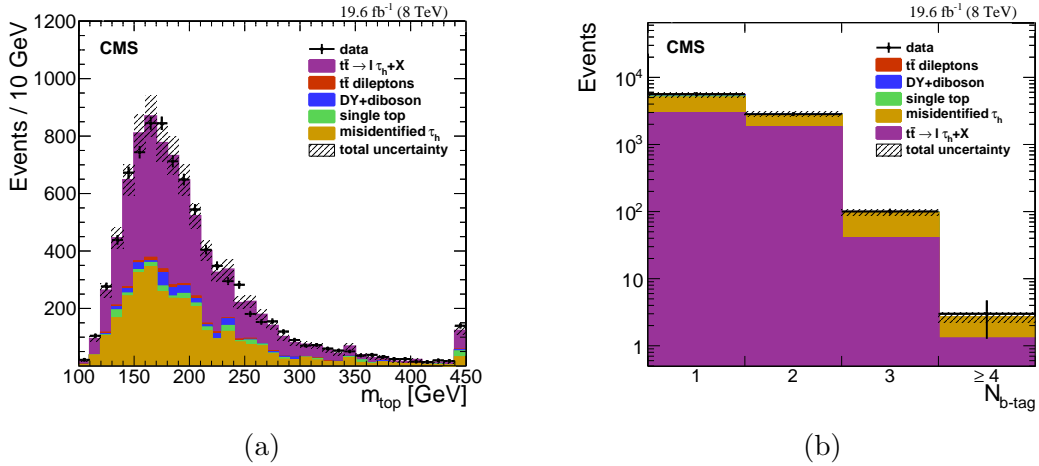 19.6 fb⁻¹ (8 TeV)
CMS
data
tt̄ → l τₕ+X
tt̄ dileptons
DY+diboson
single top
misidentified τₕ
total uncertainty
Events / 10 GeV
1200
1000
800
600
400
200
100 150 200 250 300 350 400 450
m_top [GeV]
(a)
19.6 fb⁻¹ (8 TeV)
CMS
data
tt̄ dileptons
DY+diboson
single top
misidentified τₕ
tt̄ → l τₕ+X
total uncertainty
Events
10⁴
10³
10²
10
1
1 2 3 ≥ 4
N_b-tag
(b)